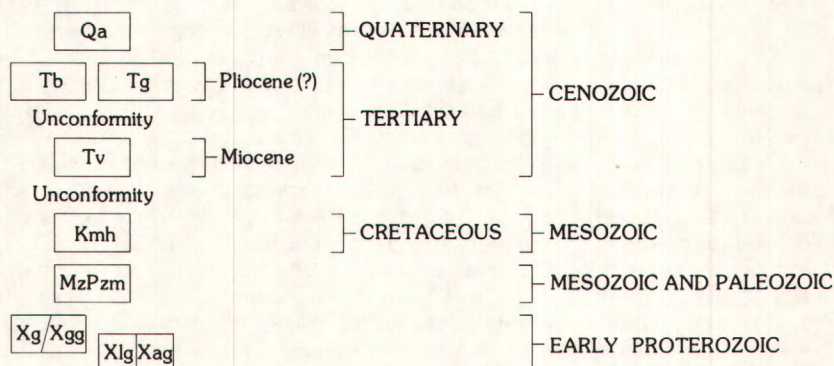 Qa QUATERNARY
Tb Tg Pliocene (?)
CENOZOIC
Unconformity TERTIARY
Tv Miocene
Unconformity
Kmh CRETACEOUS MESOZOIC
MzPzm MESOZOIC AND PALEOZOIC
Xg/Xgg
Xlg Xag EARLY PROTEROZOIC